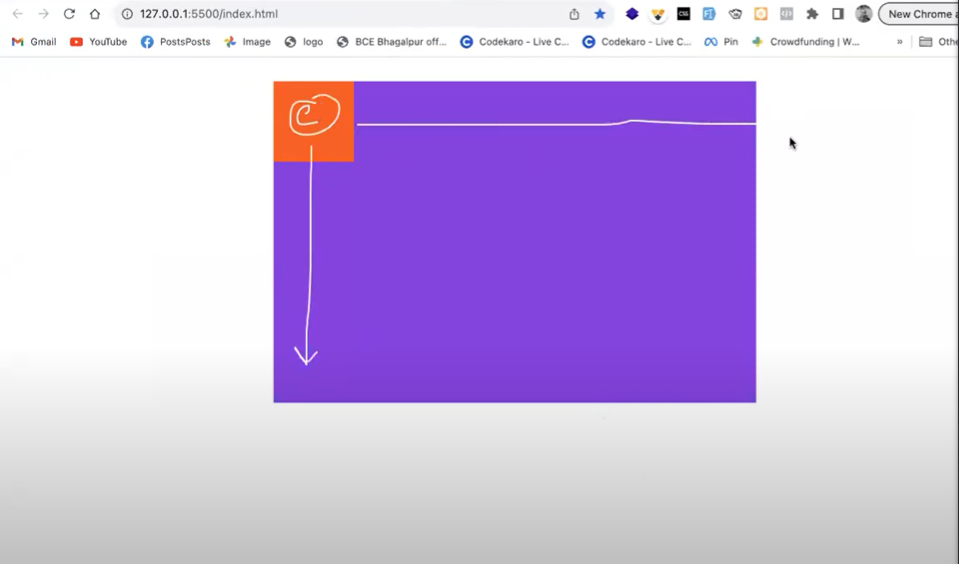 127.0.0.1:5500/index.html
New Chrome a
Gmail
YouTube
PostsPosts
Image
logo
BCE Bhagalpur off...
Codekaro - Live C...
Codekaro - Live C...
Pin
Crowdfunding | W...
»
Othe
CSS